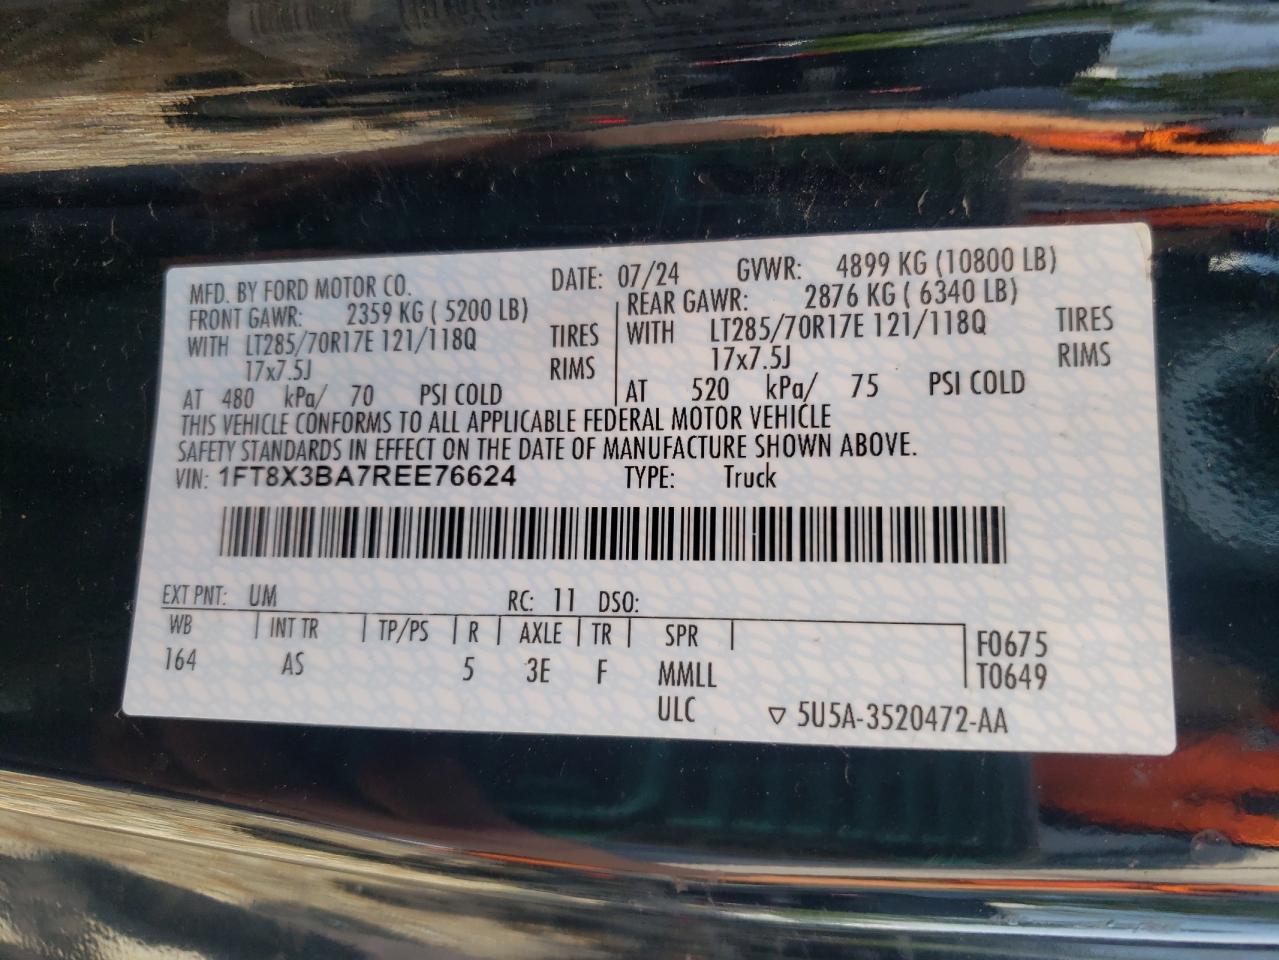 MFD. BY FORD MOTOR CO. DATE: 07/24 GVWR: 4899 KG (10800 LB)
FRONT GAWR: 2359 KG ( 5200 LB) REAR GAWR: 2876 KG ( 6340 LB)
WITH LT285/70R17E 121/118Q TIRES WITH LT285/70R17E 121/118Q TIRES
17x7.5J RIMS 17x7.5J RIMS
AT 480 kPa/ 70 PSI COLD AT 520 kPa/ 75 PSI COLD
THIS VEHICLE CONFORMS TO ALL APPLICABLE FEDERAL MOTOR VEHICLE
SAFETY STANDARDS IN EFFECT ON THE DATE OF MANUFACTURE SHOWN ABOVE.
VIN: 1FT8X3BA7REE76624 TYPE: Truck
EXT PNT: UM RC: 11 DSO:
WB INT TR TP/PS R AXLE TR SPR F0675
164 AS 5 3E F MMLL T0649
ULC ▽ 5U5A-3520472-AA